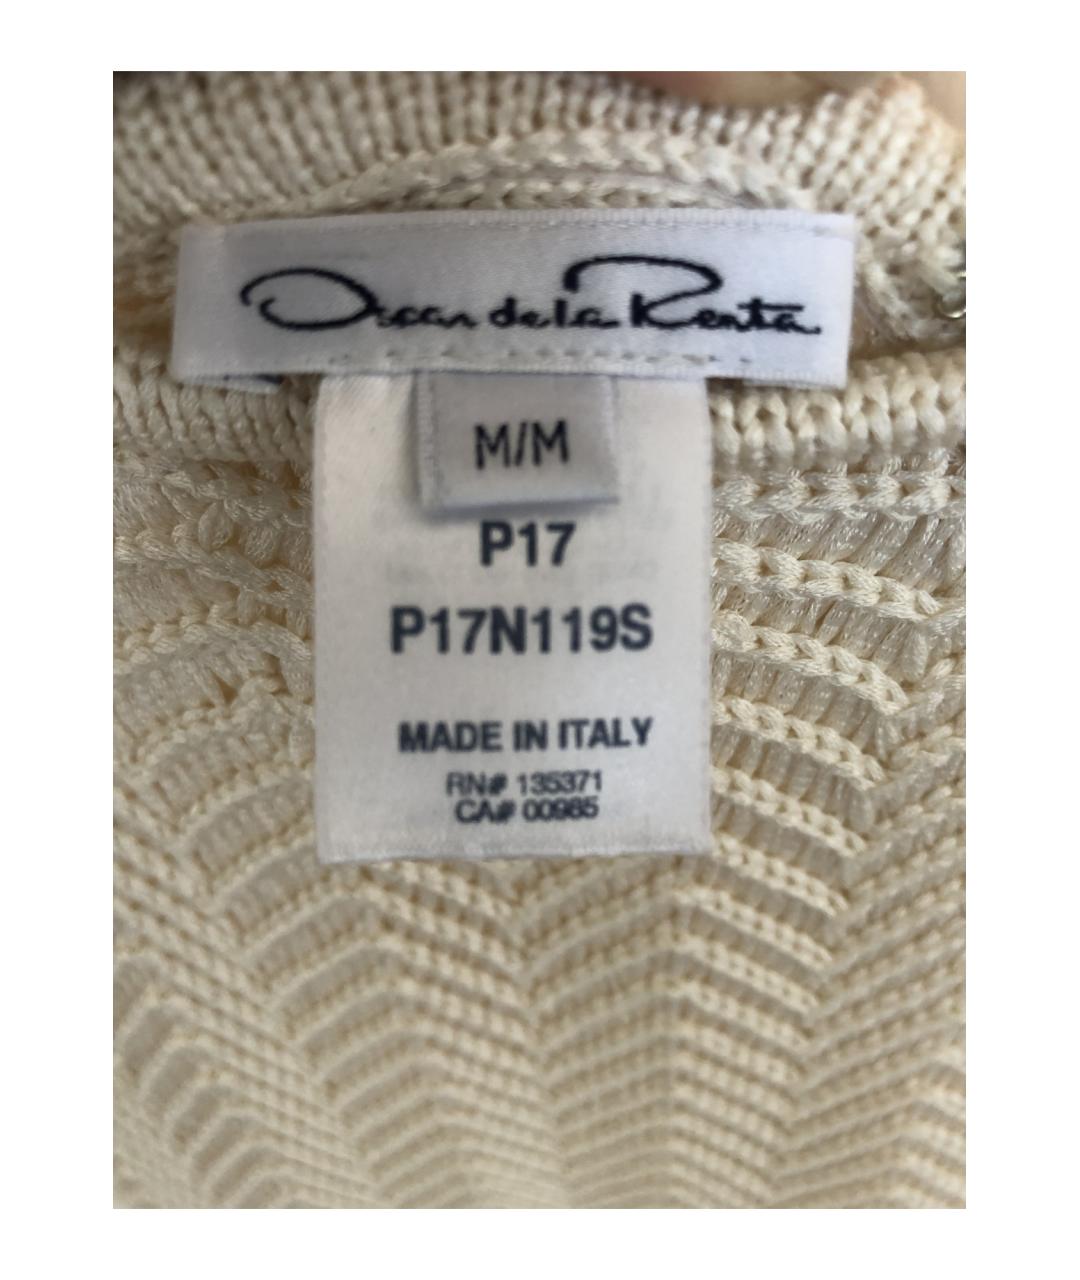 Oscar de la Renta
M/M
P17
P17N119S
MADE IN ITALY
RN# 135371
CA# 00985